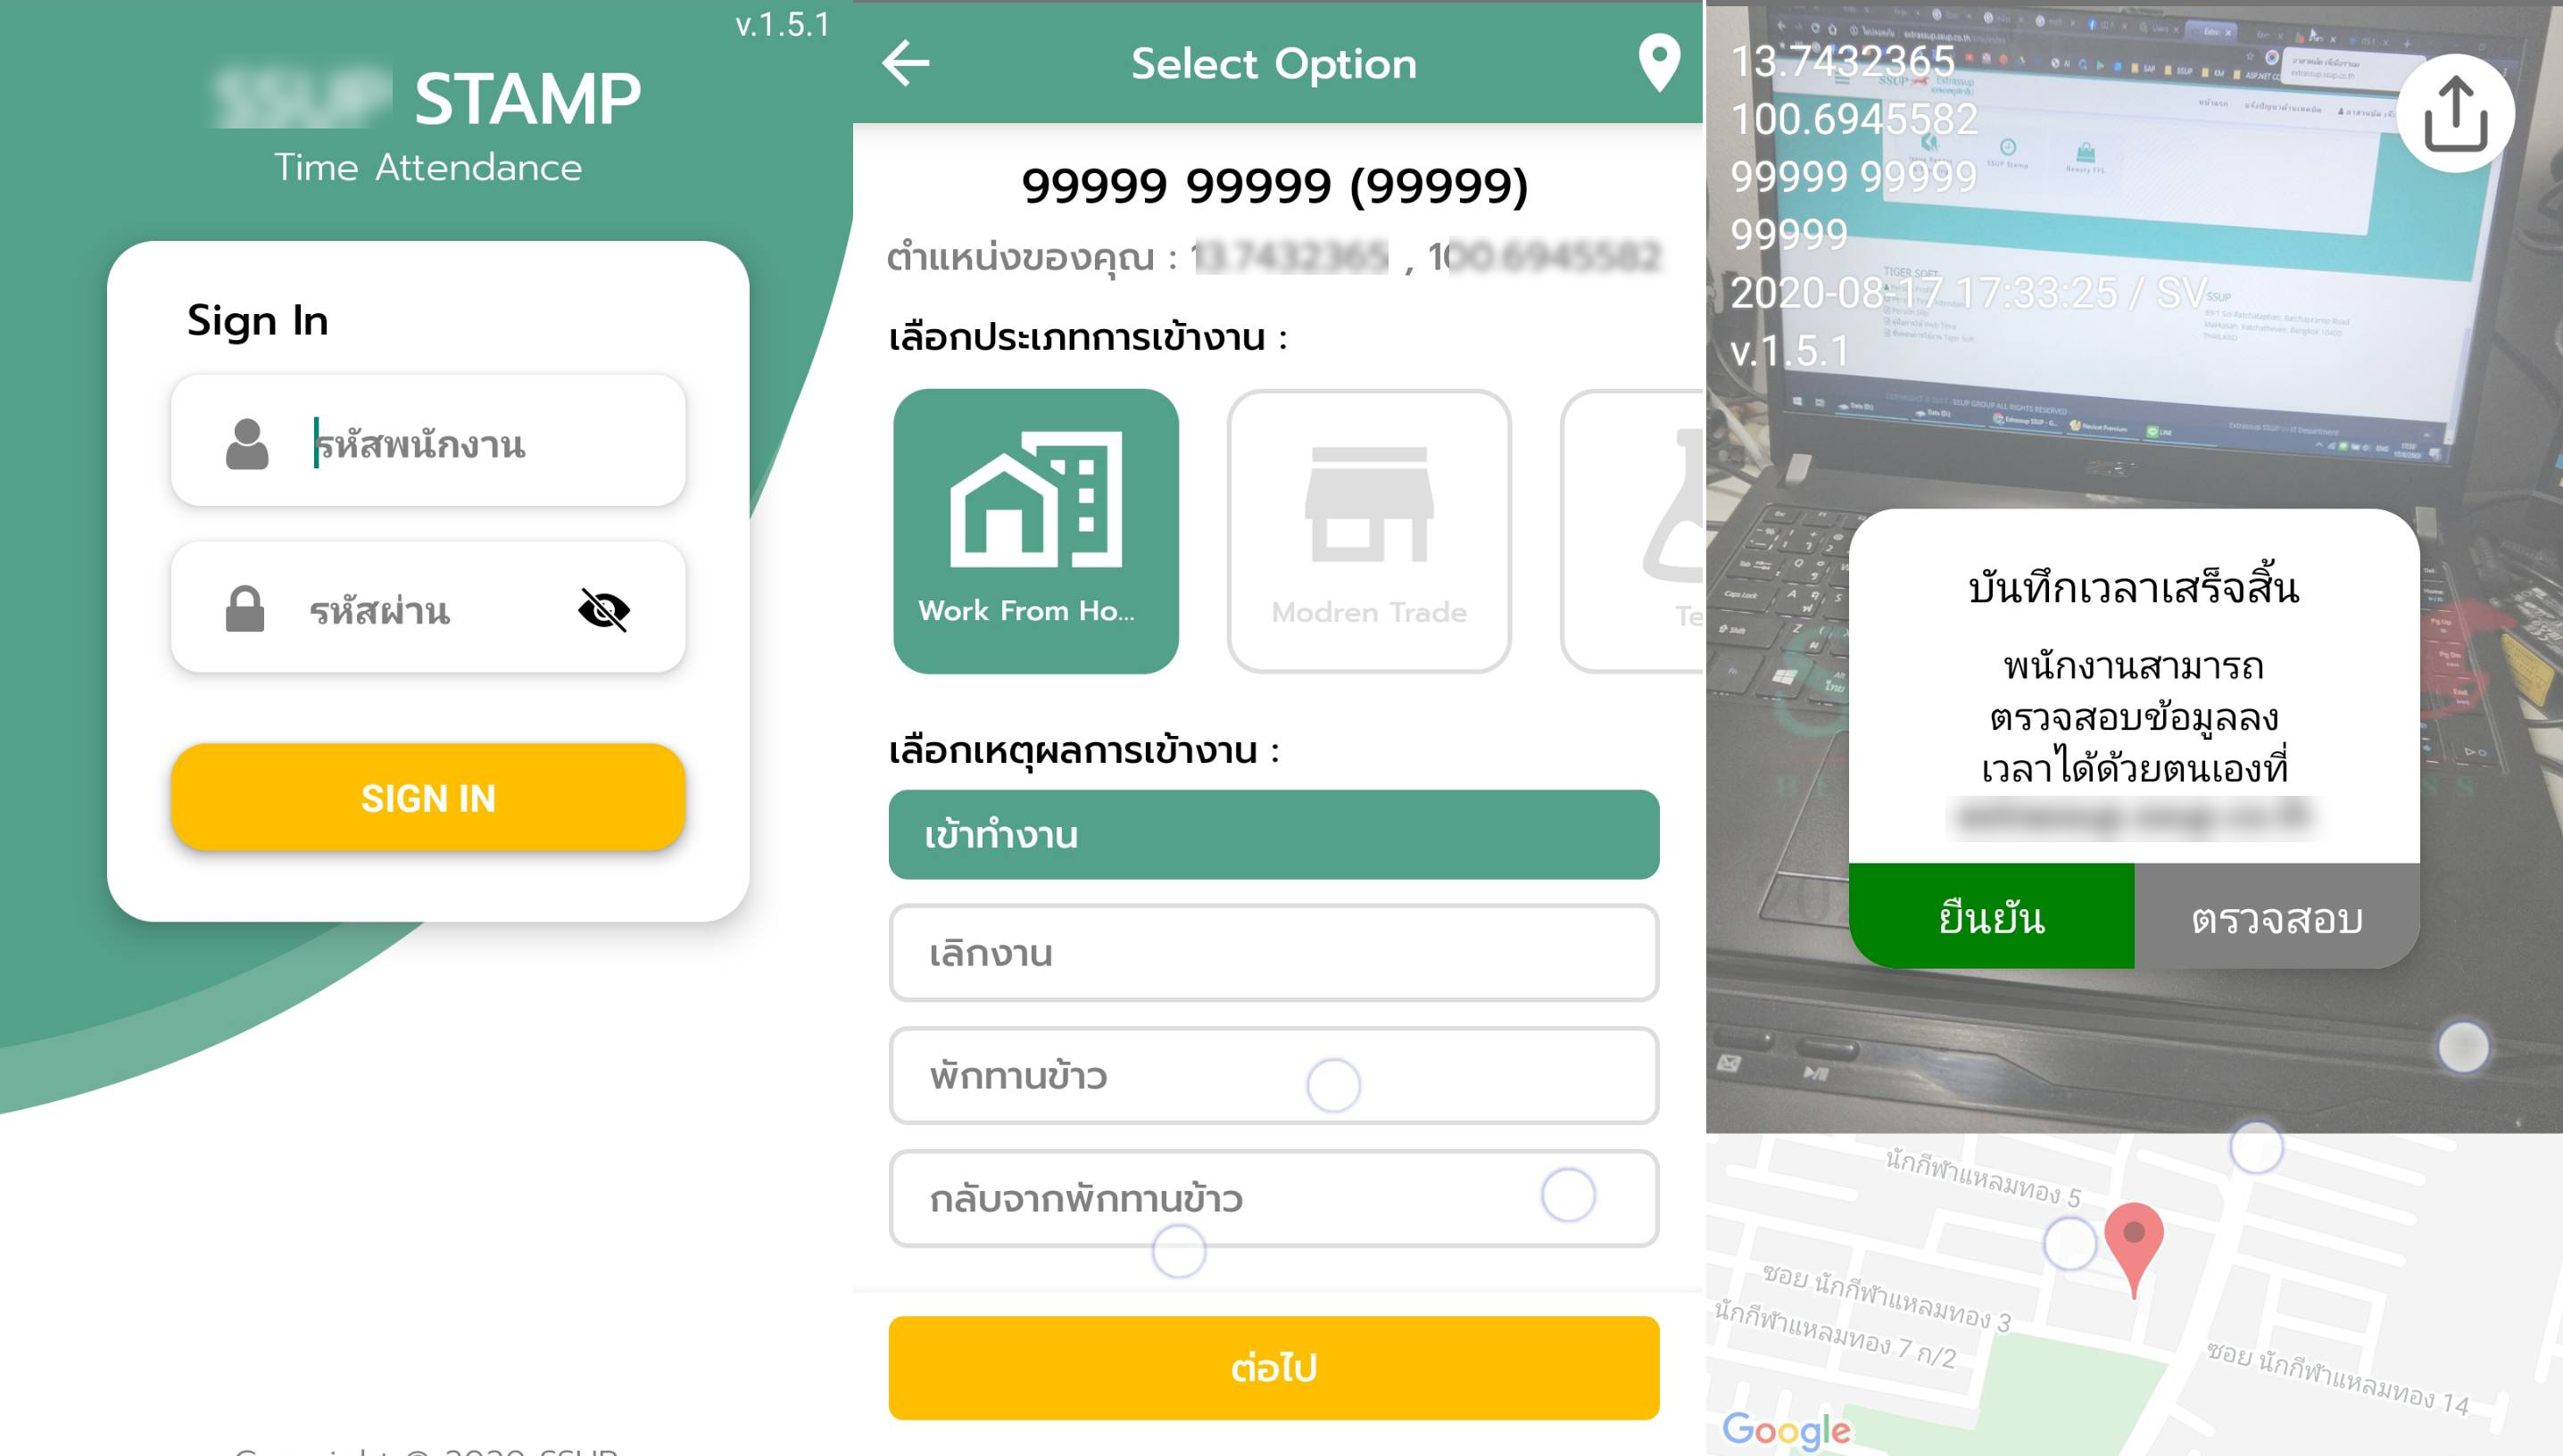 v.1.5.1
STAMP
Time Attendance
Sign In
รหัสพนักงาน
รหัสผ่าน
SIGN IN
Select Option
99999 99999 (99999)
ตำแหน่งของคุณ : 13.7432365 , 100.6945582
เลือกประเภทการเข้างาน :
Work From Ho...
Modren Trade
Te
เลือกเหตุผลการเข้างาน :
เข้าทำงาน
เลิกงาน
พักทานข้าว
กลับจากพักทานข้าว
ต่อไป
13.7432365
100.6945582
99999 99999
99999
2020-08-17 17:33:25 / SV
v.1.5.1
TIGER SOFT
SSUP
acer
บันทึกเวลาเสร็จสิ้น
พนักงานสามารถ
ตรวจสอบข้อมูลลง
เวลาได้ด้วยตนเองที่
ยืนยัน
ตรวจสอบ
นักกีฬาแหลมทอง 5
ซอย นักกีฬาแหลมทอง 3
นักกีฬาแหลมทอง 7 ก/2
ซอย นักกีฬาแหลมทอง 14
Google